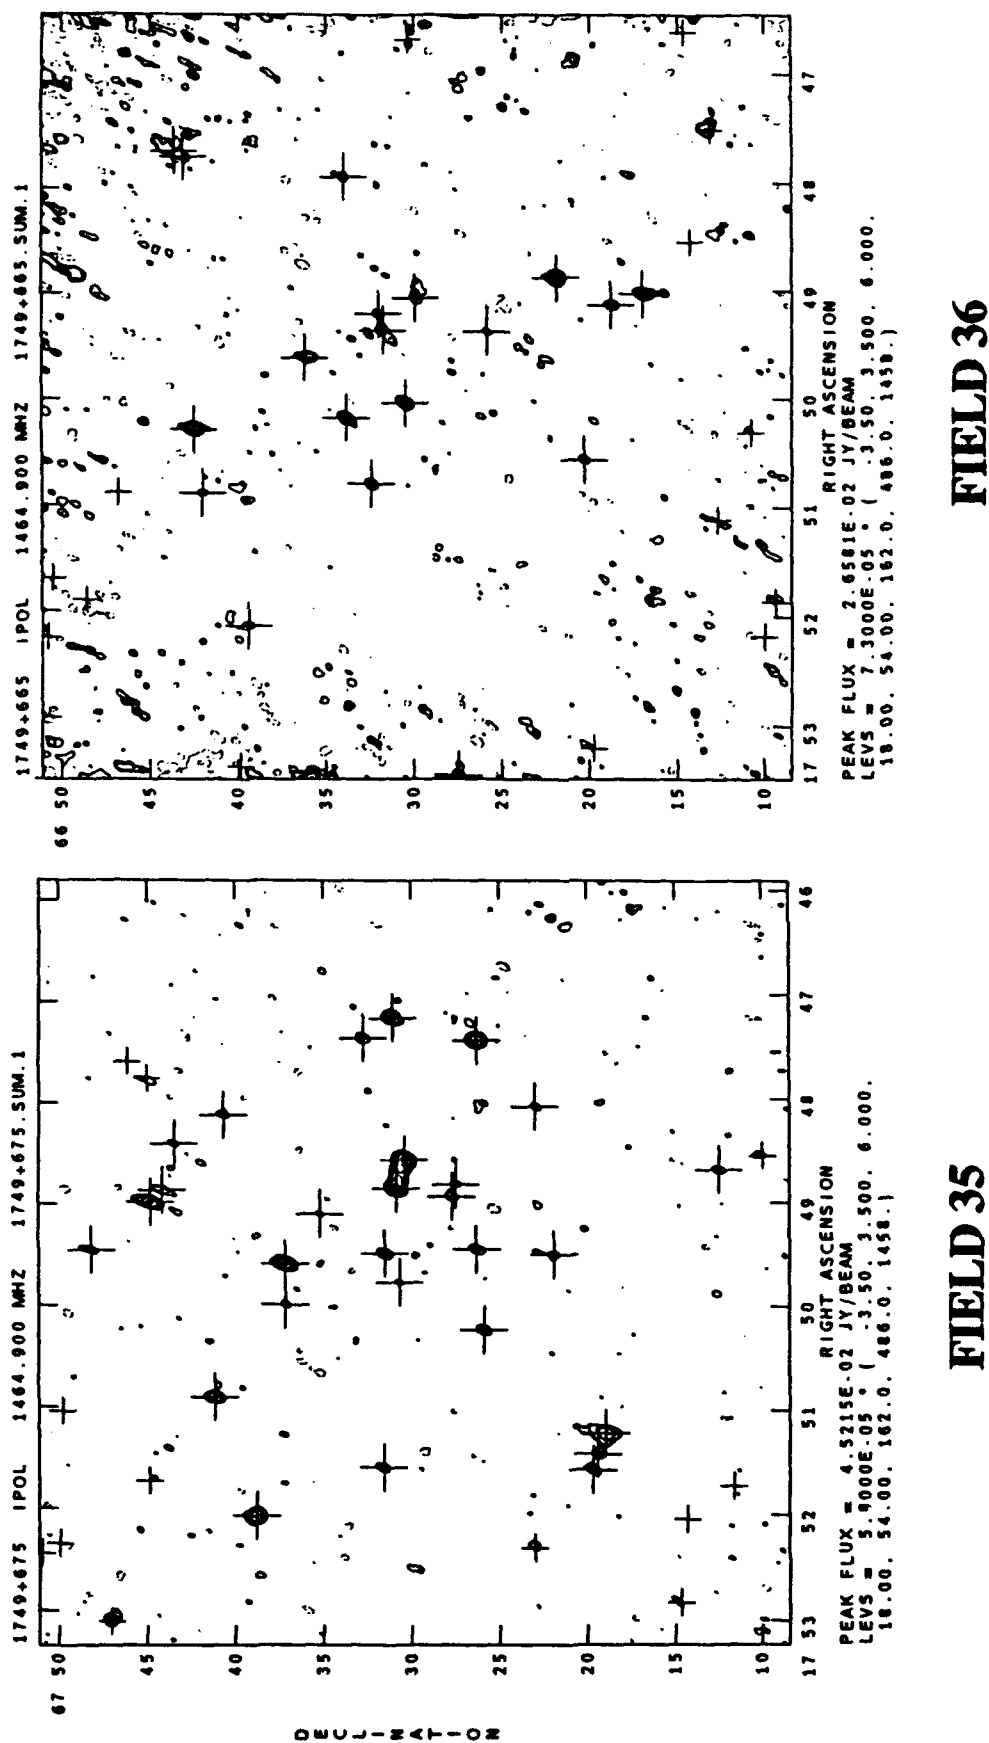 1749+675 IPOL 1464.900 MHZ 1749+675.SUM.1
67 50
45
40
35
30
25
20
15
10
DECLINATION
17 53 52 51 50 49 48 47 46
RIGHT ASCENSION
PEAK FLUX = 4.5215E-02 JY/BEAM
LEVS = 5.8000E-05 * ( -3.50, 3.500, 6.000,
18.00, 54.00, 162.0, 486.0, 1458.)
FIELD 35
1749+665 IPOL 1464.900 MHZ 1749+665.SUM.1
66 50
45
40
35
30
25
20
15
10
17 53 52 51 50 49 48 47
RIGHT ASCENSION
PEAK FLUX = 2.6581E-02 JY/BEAM
LEVS = 7.3000E-05 * ( -3.50, 3.500, 6.000,
18.00, 54.00, 162.0, 486.0, 1458.)
FIELD 36